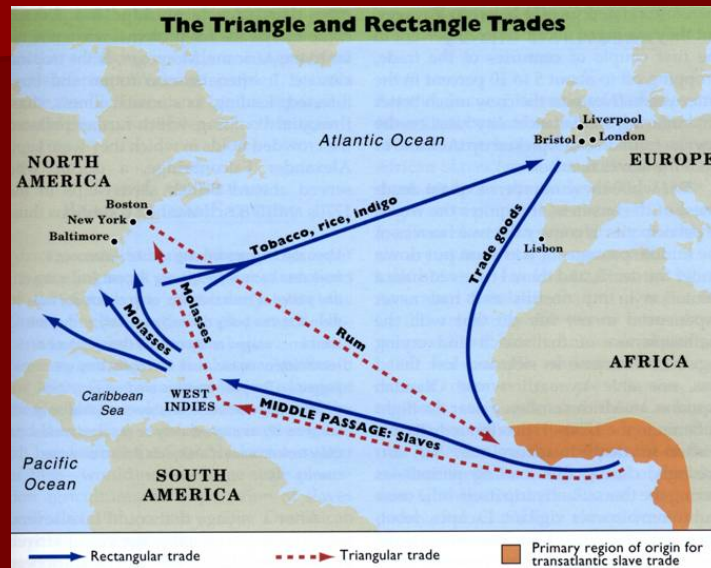 The Triangle and Rectangle Trades
Liverpool
Bristol
London
Atlantic Ocean
EUROPE
NORTH
AMERICA
Boston
New York
Baltimore
Tobacco, rice, indigo
Trade goods
Lisbon
Molasses
Molasses
Rum
AFRICA
Caribbean
Sea
WEST
INDIES
MIDDLE PASSAGE: Slaves
Pacific
Ocean
SOUTH
AMERICA
Rectangular trade
Triangular trade
Primary region of origin for
transatlantic slave trade